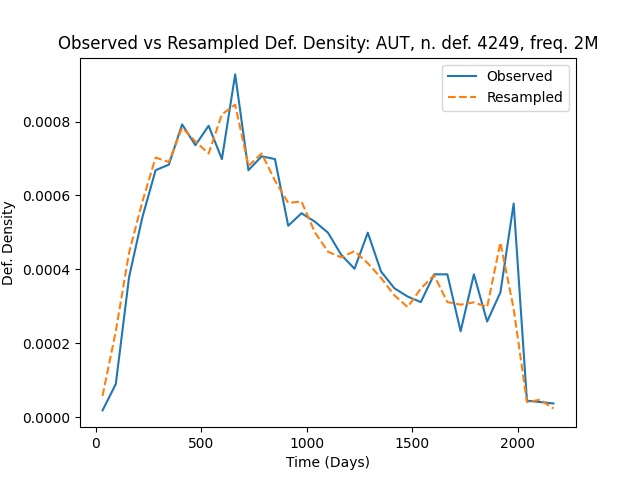 Observed vs Resampled Def. Density: AUT, n. def. 4249, freq. 2M
Observed
Resampled
Def. Density
0.0008
0.0006
0.0004
0.0002
0.0000
0
500
1000
1500
2000
Time (Days)